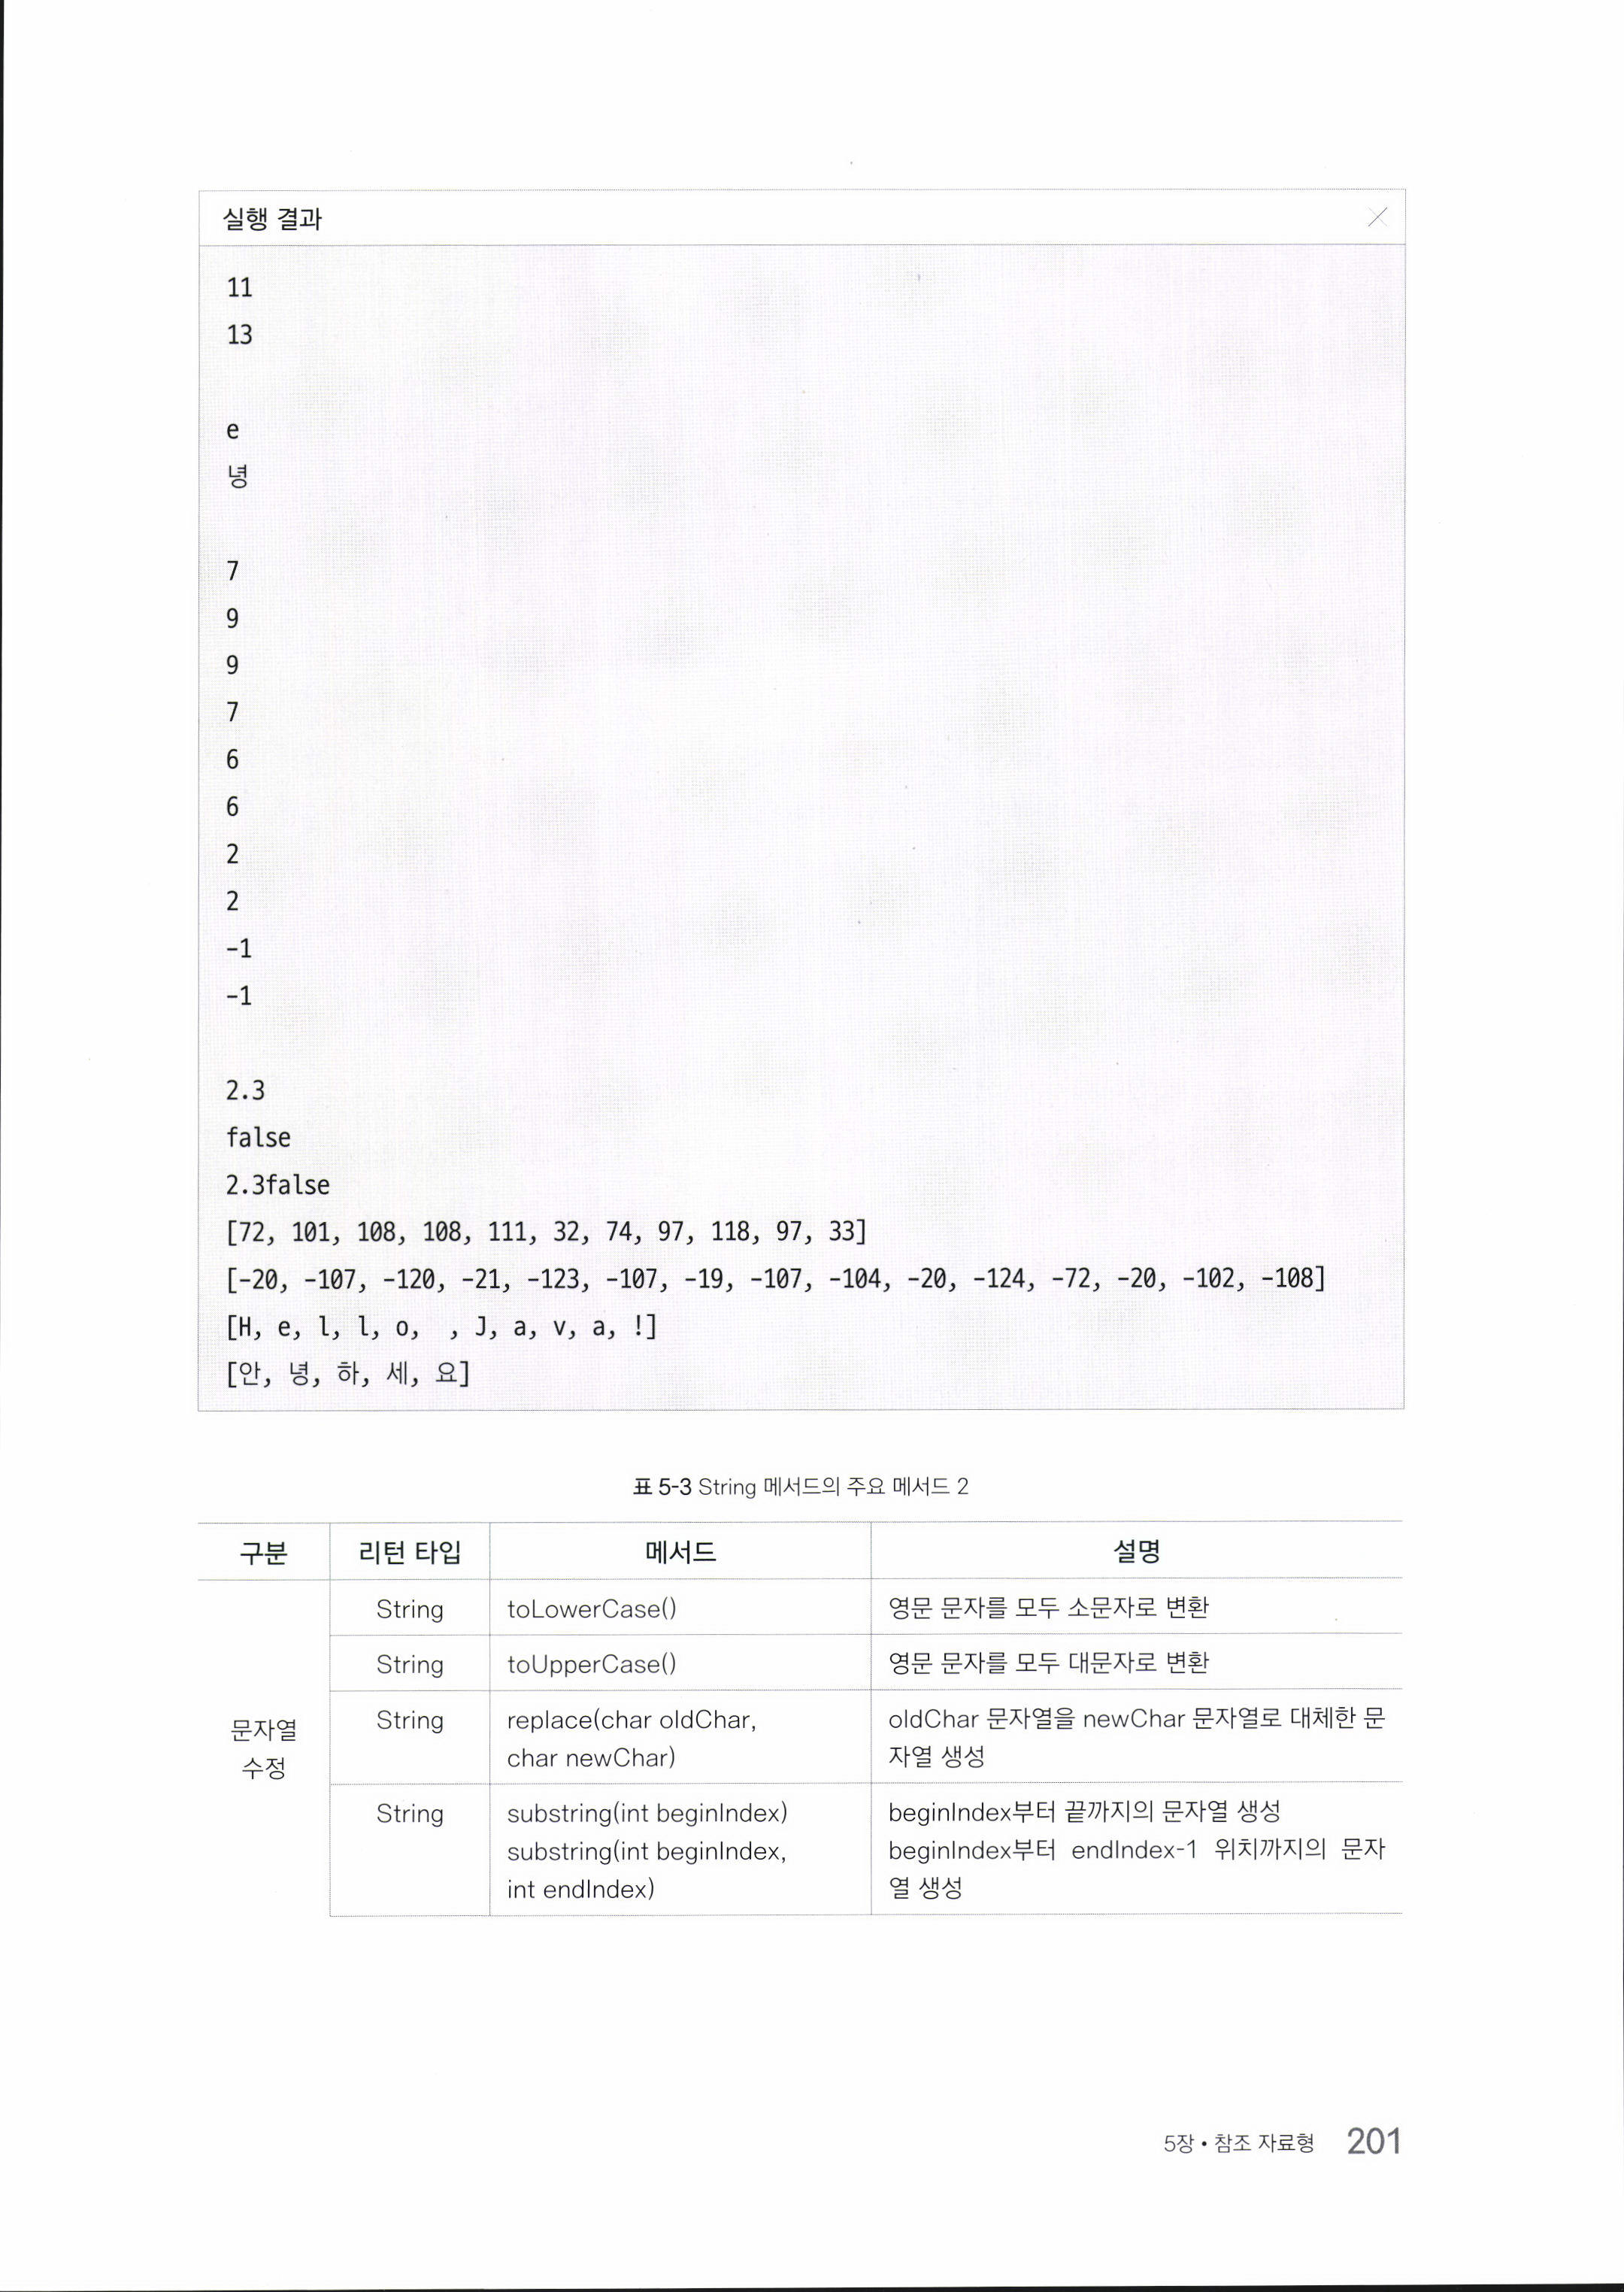 실행 결과
11
13
e
녕
7
9
9
7
6
6
2
2
-1
-1
2.3
false
2.3false
[72, 101, 108, 108, 111, 32, 74, 97, 118, 97, 33]
[-20, -107, -120, -21, -123, -107, -19, -107, -104, -20, -124, -72, -20, -102, -108]
[H, e, l, l, o,  , J, a, v, a, !]
[안, 녕, 하, 세, 요]
표 5-3 String 메서드의 주요 메서드 2
구분 리턴 타입 메서드 설명
문자열
수정
String toLowerCase() 영문 문자를 모두 소문자로 변환
String toUpperCase() 영문 문자를 모두 대문자로 변환
String replace(char oldChar,
char newChar)
oldChar 문자열을 newChar 문자열로 대체한 문
자열 생성
String substring(int beginIndex)
substring(int beginIndex,
int endIndex)
beginIndex부터 끝까지의 문자열 생성
beginIndex부터 endIndex-1 위치까지의 문자
열 생성
5장 • 참조 자료형 201